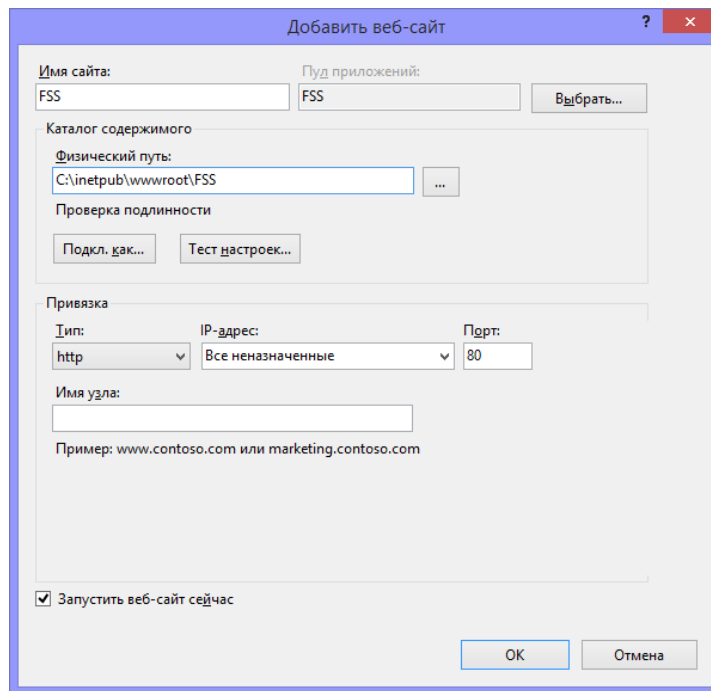 Добавить веб-сайт
?
Имя сайта: Пул приложений:
FSS FSS Выбрать...
Каталог содержимого
Физический путь:
C:\inetpub\wwwroot\FSS ...
Проверка подлинности
Подкл. как... Тест настроек...
Привязка
Тип: IP-адрес: Порт:
http Все неназначенные 80
Имя узла:
Пример: www.contoso.com или marketing.contoso.com
Запустить веб-сайт сейчас
ОК Отмена